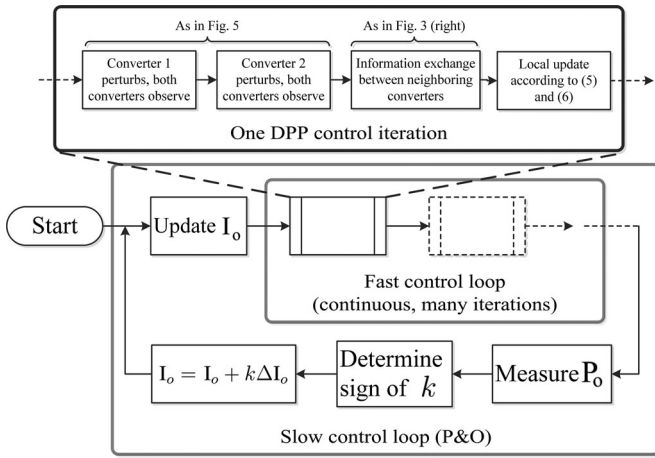 As in Fig. 5
As in Fig. 3 (right)
Converter 1
perturbs, both
converters observe
Converter 2
perturbs, both
converters observe
Information exchange
between neighboring
converters
Local update
according to (5)
and (6)
One DPP control iteration
Start
Update I_o
Fast control loop
(continuous, many iterations)
I_o = I_o + kΔI_o
Determine
sign of k
Measure P_o
Slow control loop (P&O)